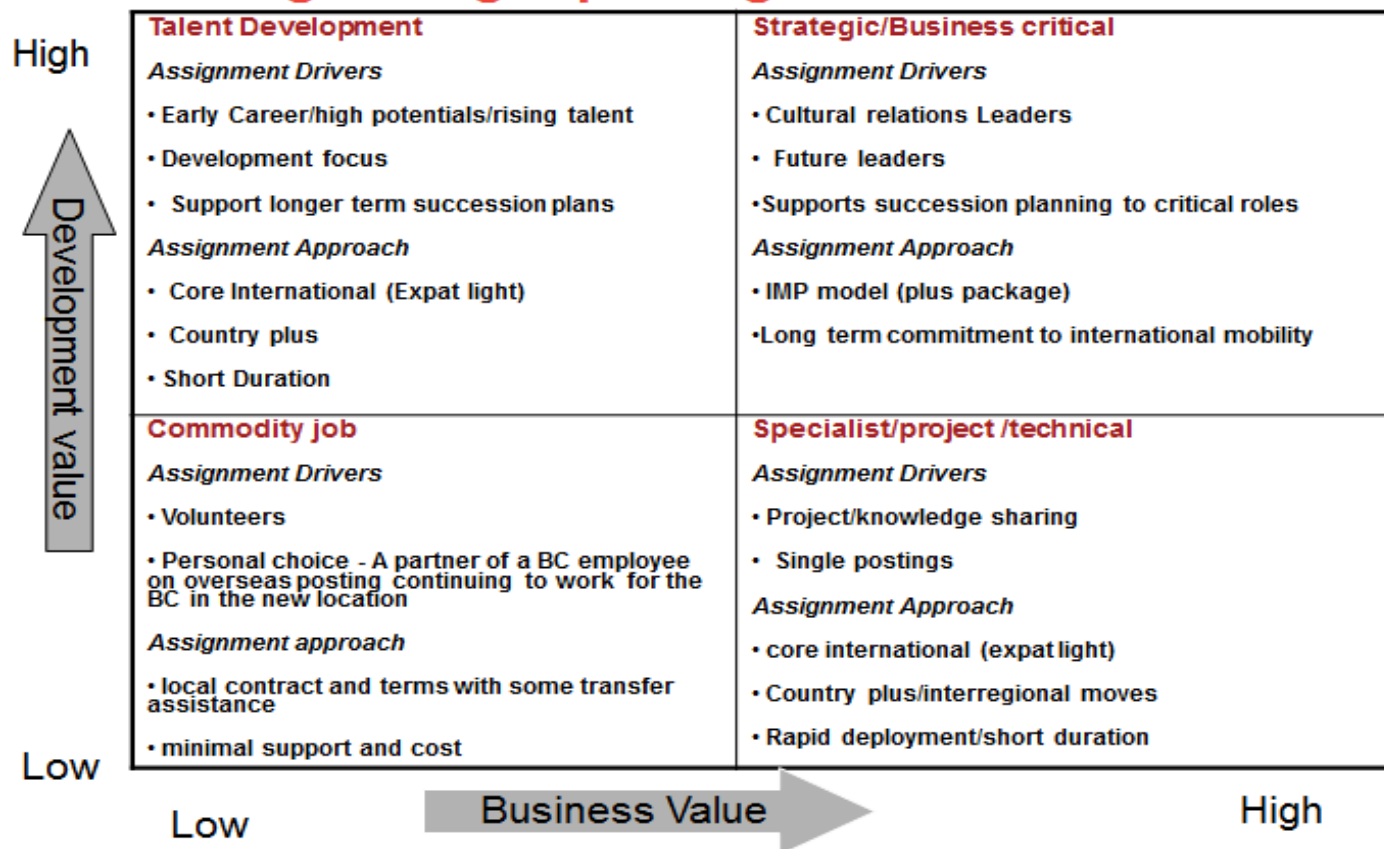 High
Talent Development
Assignment Drivers
• Early Career/high potentials/rising talent
• Development focus
• Support longer term succession plans
Assignment Approach
• Core International (Expat light)
• Country plus
• Short Duration
Strategic/Business critical
Assignment Drivers
• Cultural relations Leaders
• Future leaders
•Supports succession planning to critical roles
Assignment Approach
• IMP model (plus package)
•Long term commitment to international mobility
Development value
Commodity job
Assignment Drivers
• Volunteers
• Personal choice - A partner of a BC employee
on overseas posting continuing to work for the
BC in the new location
Assignment approach
• local contract and terms with some transfer
assistance
• minimal support and cost
Specialist/project /technical
Assignment Drivers
• Project/knowledge sharing
• Single postings
Assignment Approach
• core international (expat light)
• Country plus/interregional moves
• Rapid deployment/short duration
Low
Low
Business Value
High